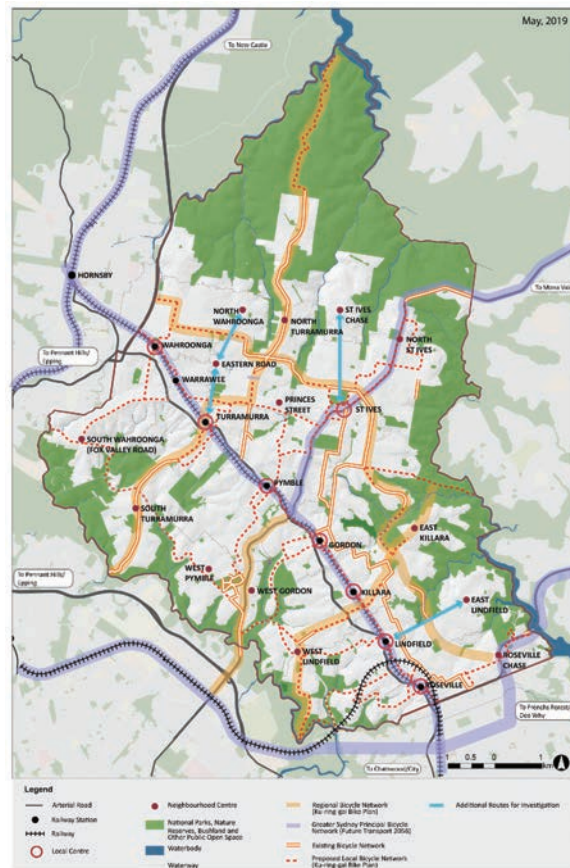 May, 2019
To New Castle
HORNSBY
To Mona Val
NORTH
WAHROONGA
NORTH
TURRAMURRA
ST IVES
CHASE
NORTH
ST IVES
To Pennant Hills/
Epping
WAHROONGA
WARRAWEE
EASTERN ROAD
PRINCES
STREET
ST IVES
TURRAMURRA
SOUTH WAHROONGA
(FOX VALLEY ROAD)
PYMBLE
SOUTH
TURRAMURRA
EAST
KILLARA
GORDON
To Pennant Hills/
Epping
WEST
PYMBLE
WEST GORDON
KILLARA
EAST
LINDFIELD
WEST
LINDFIELD
LINDFIELD
ROSEVILLE
CHASE
ROSEVILLE
To Frenchs Forest/
Dee Why
To Chatswood/City
1 0.5 0 1
km
Legend
Arterial Road
Railway Station
Railway
Local Centre
Neighbourhood Centre
National Parks, Nature
Reserves, Bushland and
Other Public Open Space
Waterbody
Waterway
Regional Bicycle Network
(Ku-ring-gai Bike Plan)
Greater Sydney Principal Bicycle
Network (Future Transport 2056)
Existing Bicycle Network
Proposed Local Bicycle Network
(Ku-ring-gai Bike Plan)
Additional Routes for Investigation